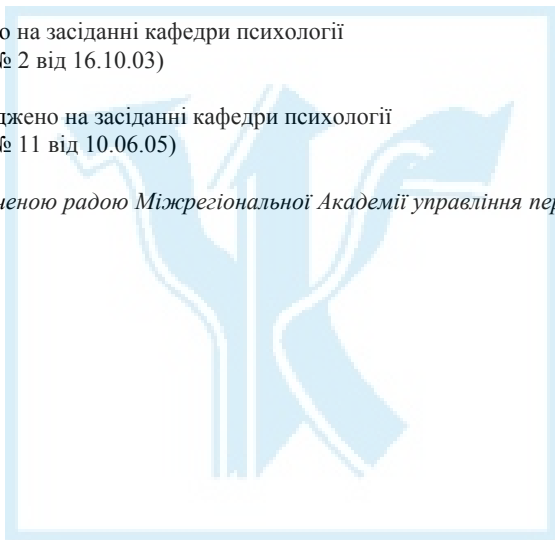 о на засіданні кафедри психології
№ 2 від 16.10.03)
джено на засіданні кафедри психології
№ 11 від 10.06.05)
ченою радою Міжрегіональної Академії управління пер